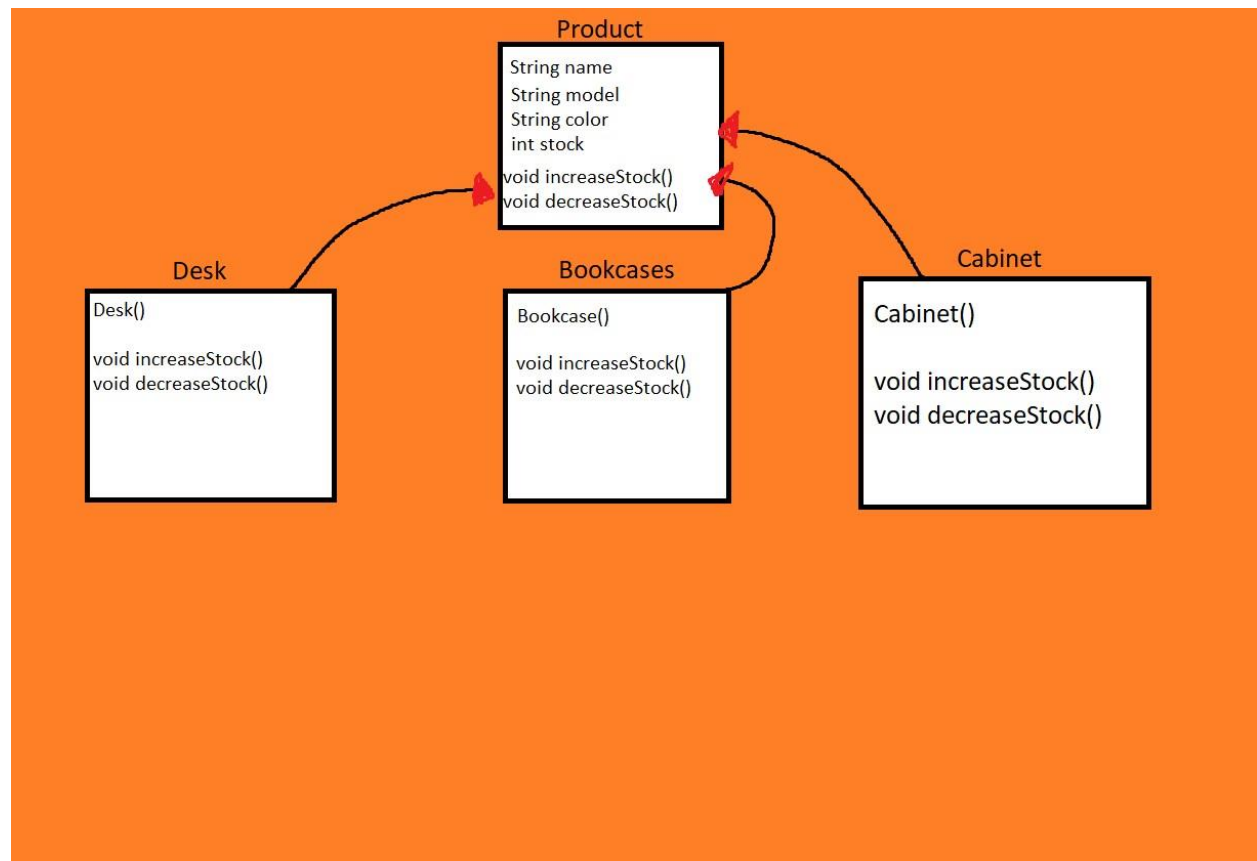 Product
String name
String model
String color
int stock
void increaseStock()
void decreaseStock()
Desk
Desk()
void increaseStock()
void decreaseStock()
Bookcases
Bookcase()
void increaseStock()
void decreaseStock()
Cabinet
Cabinet()
void increaseStock()
void decreaseStock()